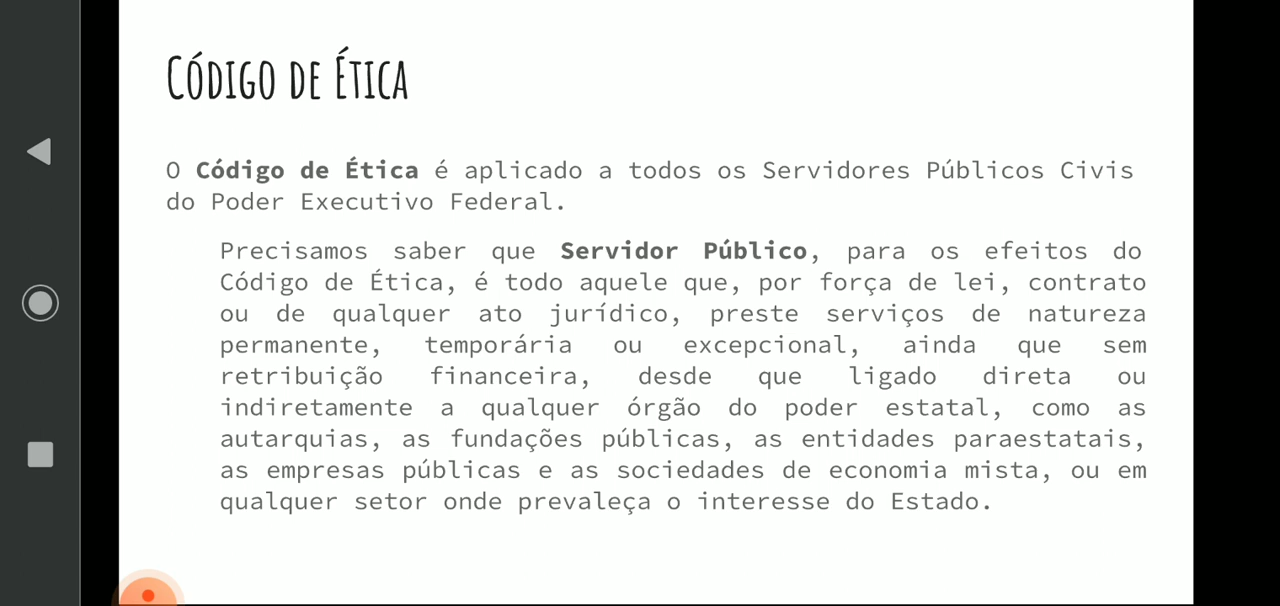 Código de Ética
O Código de Ética é aplicado a todos os Servidores Públicos Civis
do Poder Executivo Federal.
Precisamos saber que Servidor Público, para os efeitos do
Código de Ética, é todo aquele que, por força de lei, contrato
ou de qualquer ato jurídico, preste serviços de natureza
permanente, temporária ou excepcional, ainda que sem
retribuição financeira, desde que ligado direta ou
indiretamente a qualquer órgão do poder estatal, como as
autarquias, as fundações públicas, as entidades paraestatais,
as empresas públicas e as sociedades de economia mista, ou em
qualquer setor onde prevaleça o interesse do Estado.